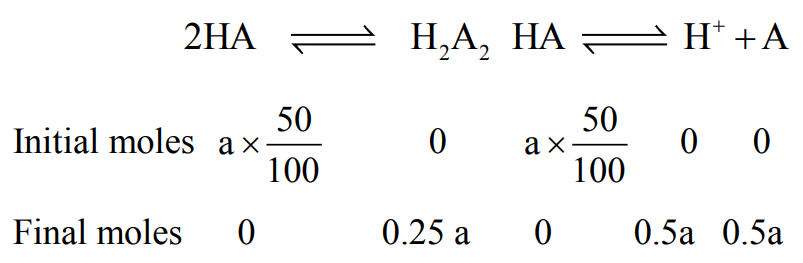 2HA ⇌ H₂A₂ HA ⇌ H⁺ + A
Initial moles a × 50/100 0 a × 50/100 0 0
Final moles 0 0.25 a 0 0.5a 0.5a